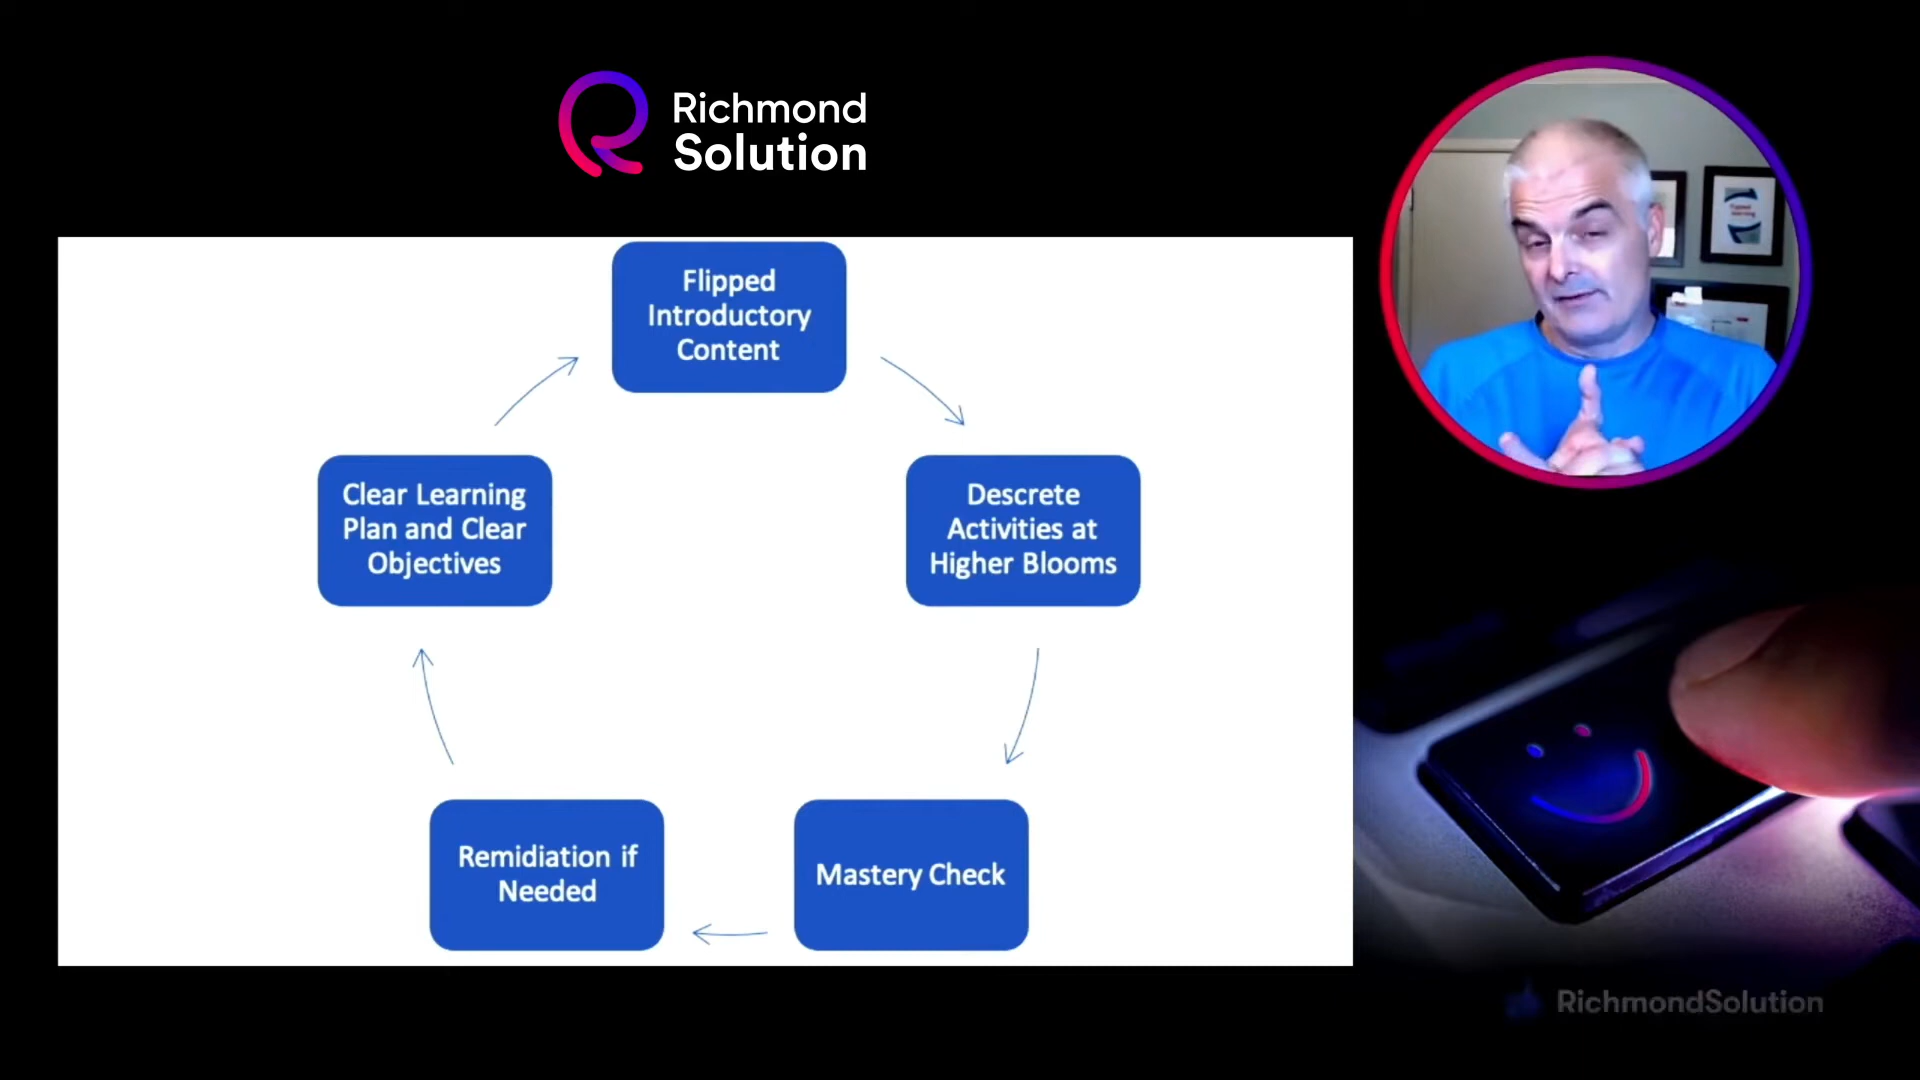 Richmond
Solution
Flipped
Introductory
Content
Clear Learning
Plan and Clear
Objectives
Descrete
Activities at
Higher Blooms
Remidiation if
Needed
Mastery Check
RichmondSolution